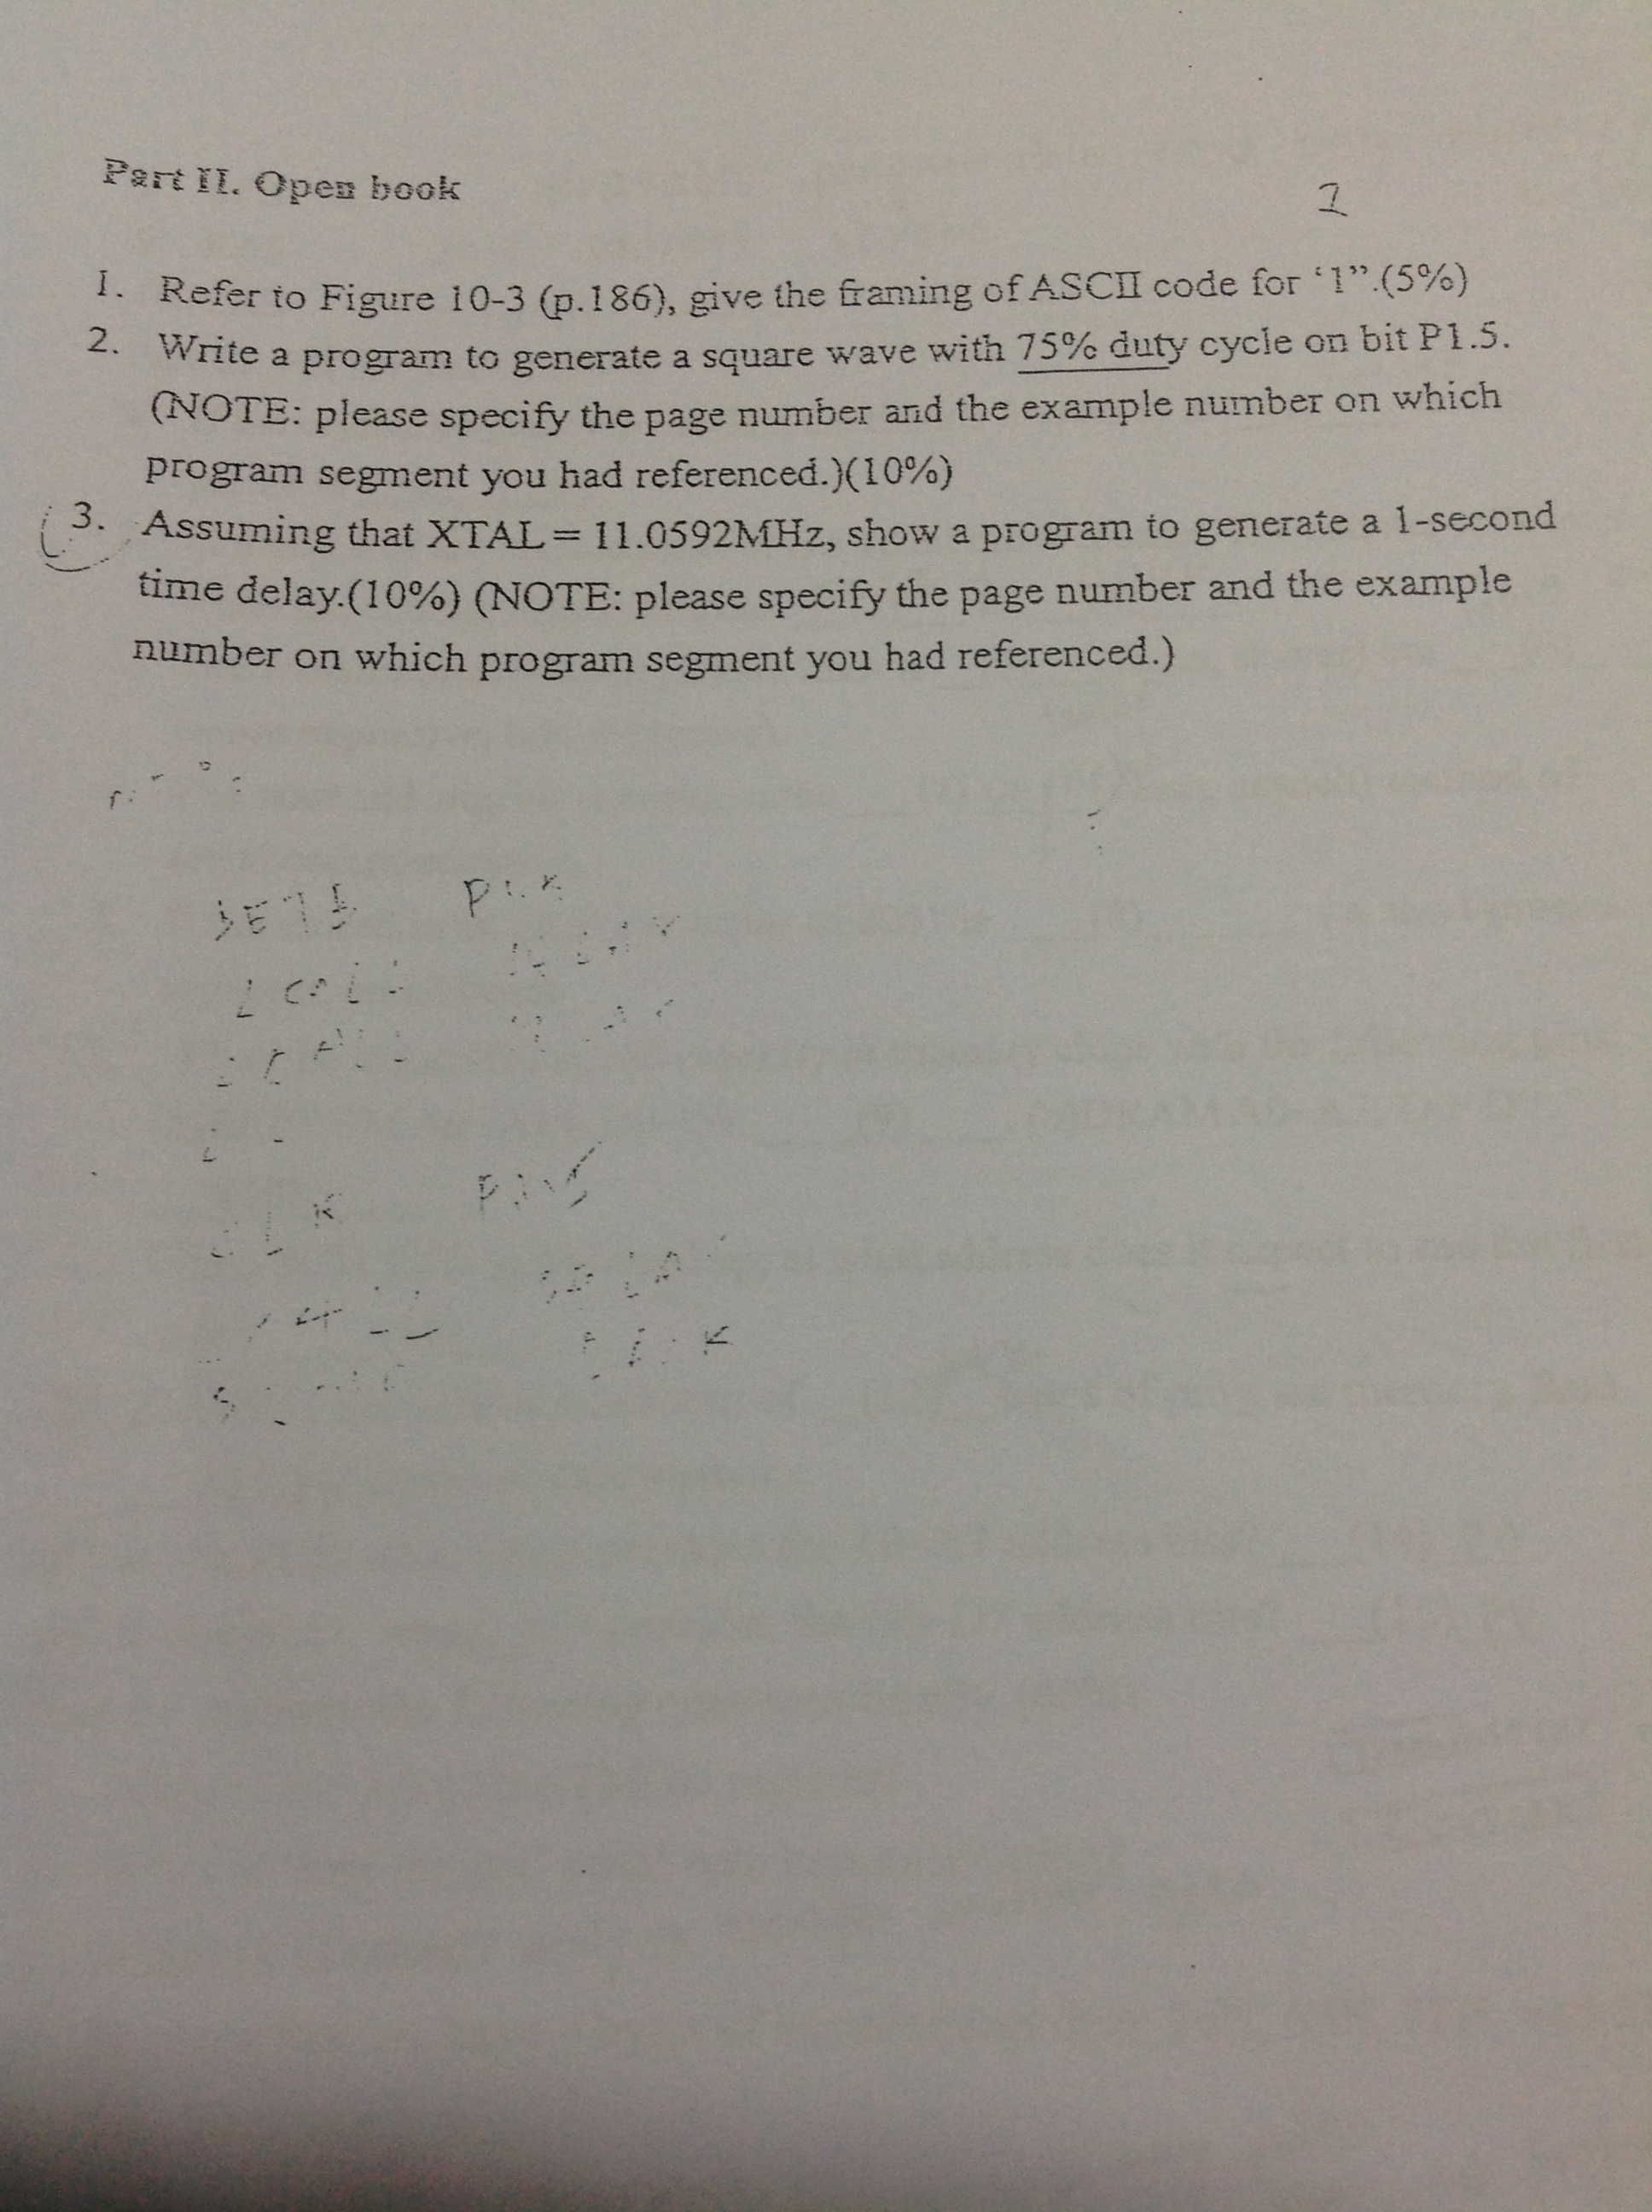 Part II. Open book
1
1. Refer to Figure 10-3 (p.186), give the framing of ASCII code for ‘1”.(5%)
2. Write a program to generate a square wave with 75% duty cycle on bit P1.5.
(NOTE: please specify the page number and the example number on which
program segment you had referenced.)(10%)
3. Assuming that XTAL = 11.0592MHz, show a program to generate a 1-second
time delay.(10%) (NOTE: please specify the page number and the example
number on which program segment you had referenced.)
SETB